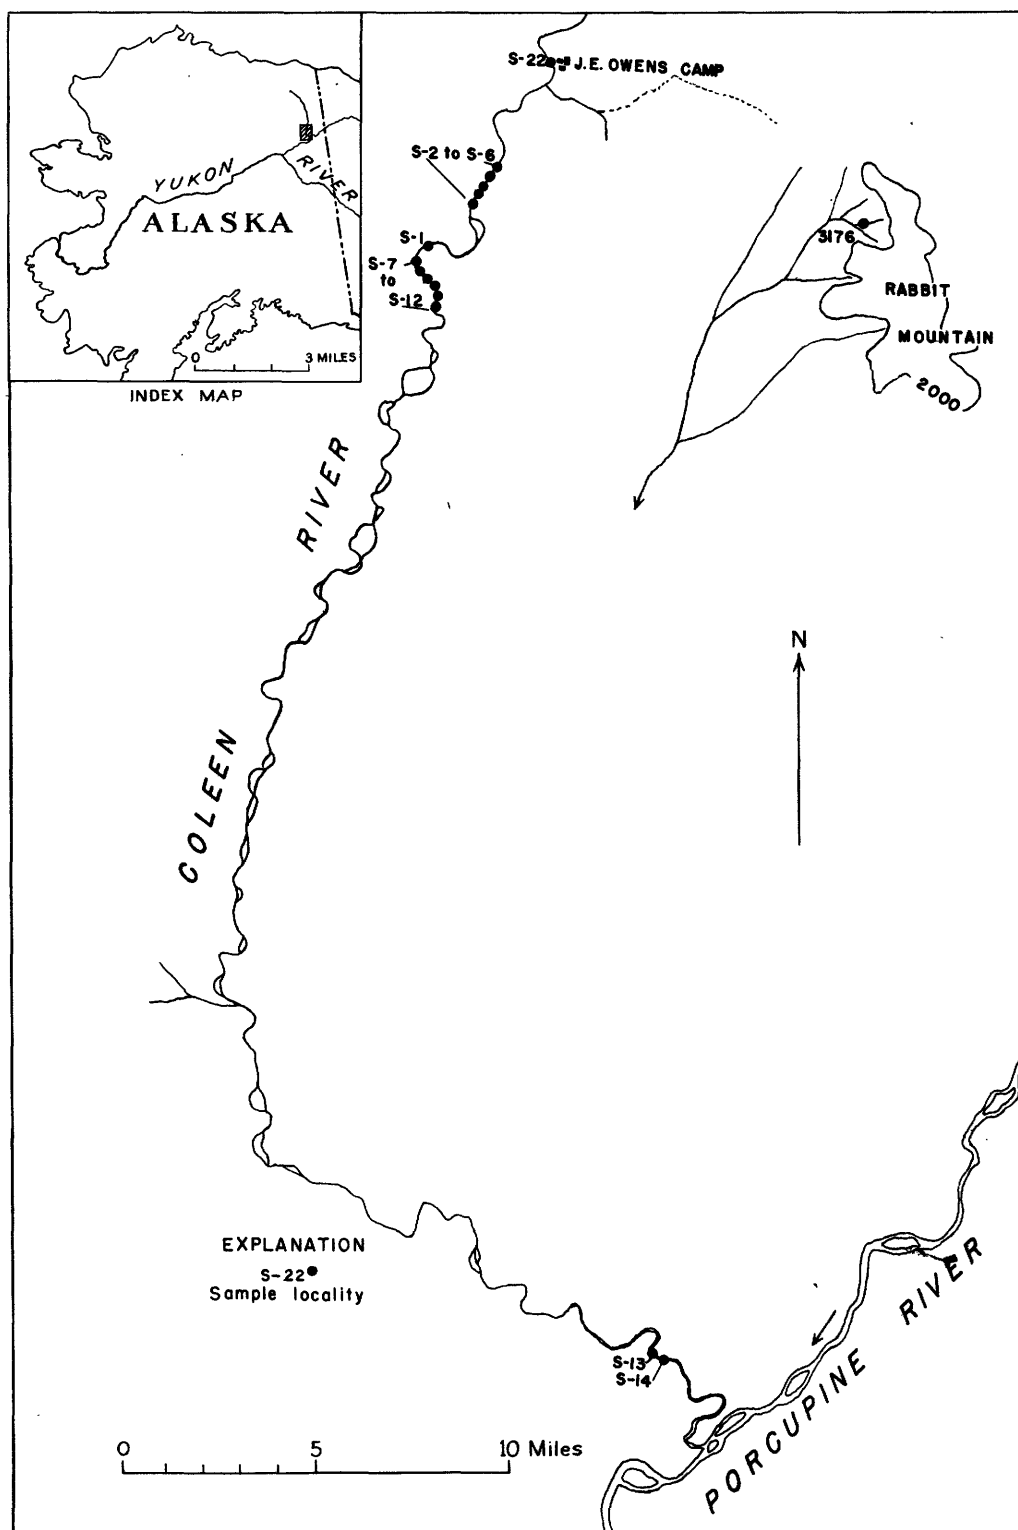 S-22 J.E. OWENS CAMP
S-2 to S-6
YUKON
RIVER
ALASKA
3176
S-1
S-7
to
S-12
RABBIT
MOUNTAIN
0 3 MILES
2000
INDEX MAP
COLEEN RIVER
N
EXPLANATION
S-22
Sample locality
PORCUPINE RIVER
S-13
S-14
0 5 10 Miles